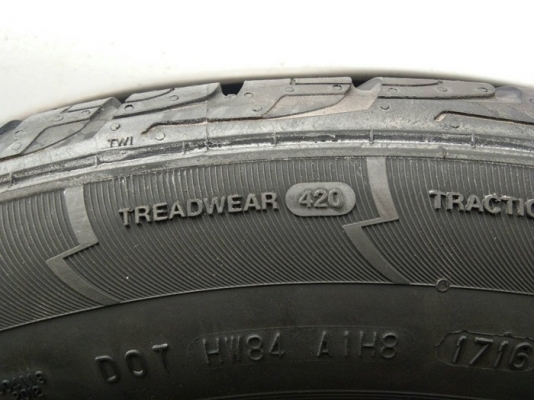 TWI
TREADWEAR 420 TRACTIO
DOT HW84 A1H8 1716